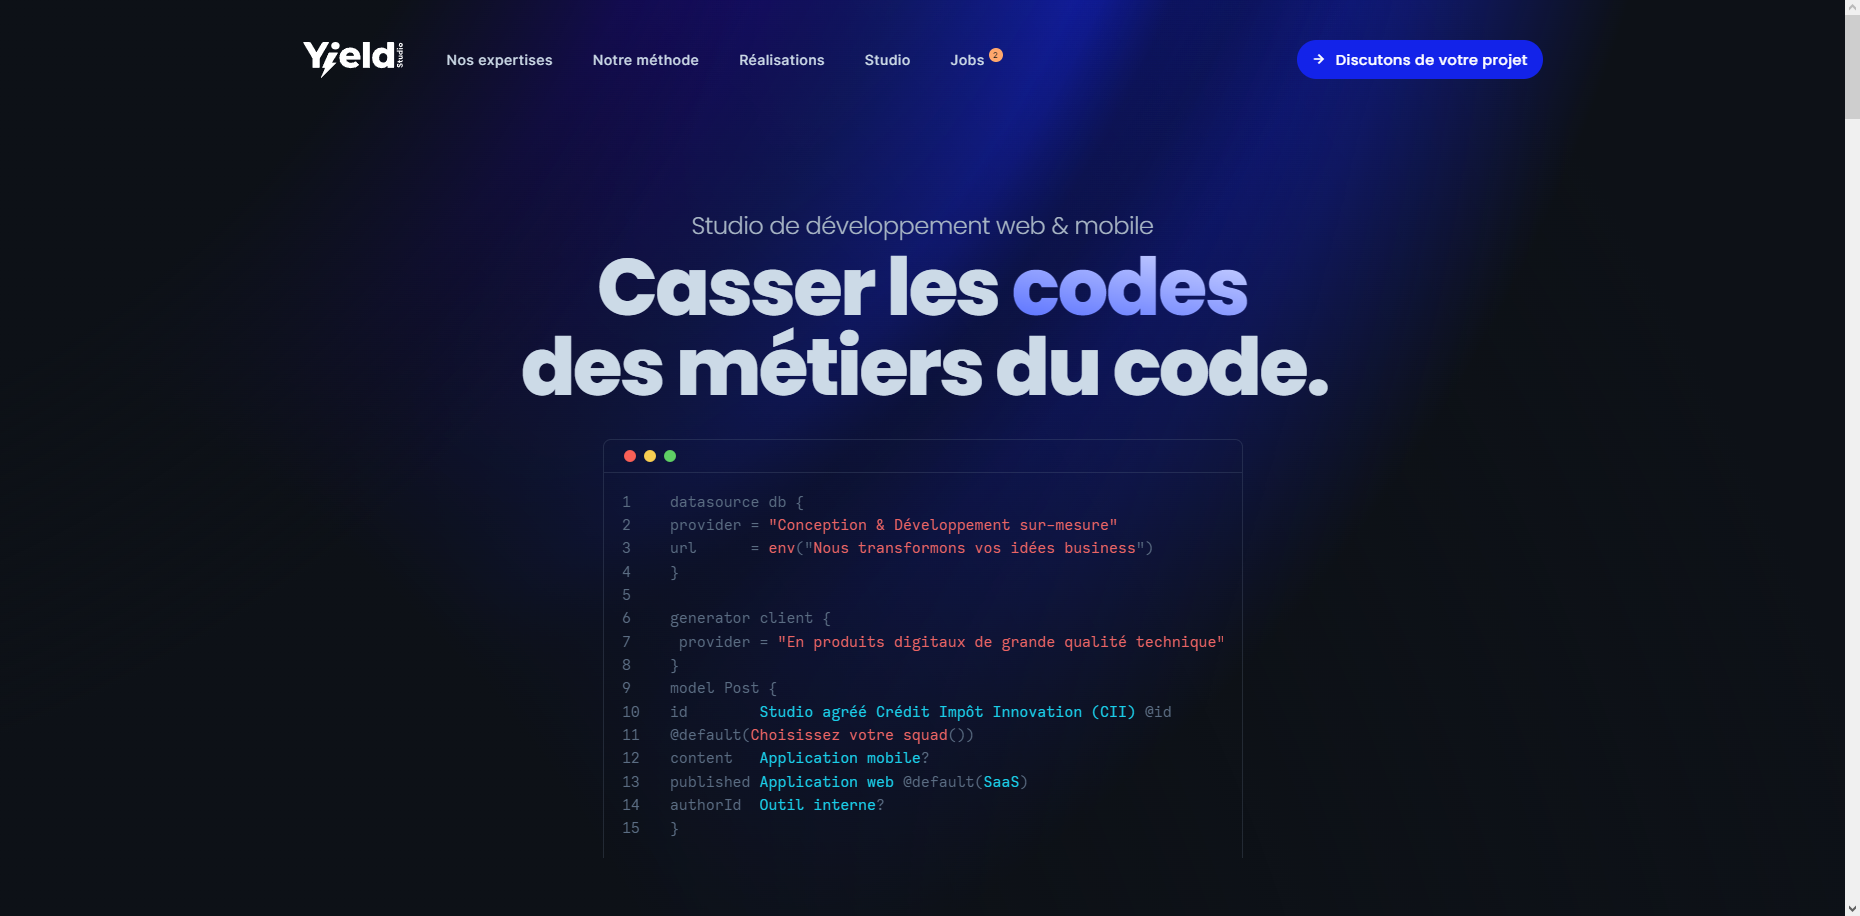 Yield Studio
Nos expertises
Notre méthode
Réalisations
Studio
Jobs 2
Discutons de votre projet
Studio de développement web & mobile
Casser les codes
des métiers du code.
1 datasource db {
2 provider = "Conception & Développement sur-mesure"
3 url = env("Nous transformons vos idées business")
4 }
5
6 generator client {
7 provider = "En produits digitaux de grande qualité technique"
8 }
9 model Post {
10 id Studio agréé Crédit Impôt Innovation (CII) @id
11 @default(Choisissez votre squad())
12 content Application mobile?
13 published Application web @default(SaaS)
14 authorId Outil interne?
15 }